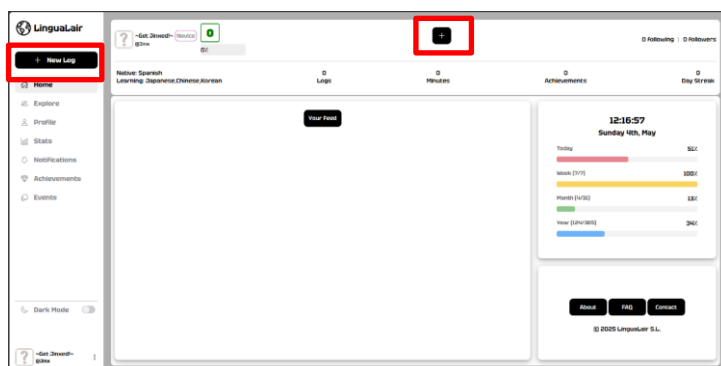 LinguaLair
+ New Log
Home
Explore
Profile
Stats
Notifications
Achievements
Events
Dark Mode
~Get Jinxed!~
@Jinx
?
~Get Jinxed!~ Novice 0
@Jinx
0%
+
0 Following | 0 Followers
Native: Spanish
Learning: Japanese,Chinese,Korean
0
Logs
0
Minutes
0
Achievements
0
Day Streak
Your Feed
12:16:57
Sunday 4th, May
Today 51%
Week (7/7) 100%
Month (4/31) 13%
Year (124/365) 34%
About
FAQ
Contact
© 2025 LinguaLair S.L.